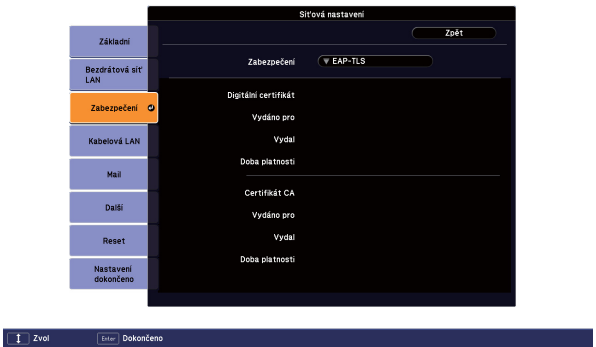 Síťová nastavení
Zpět
Základní
Bezdrátová síť
LAN
Zabezpečení
Kabelová LAN
Mail
Další
Reset
Nastavení
dokončeno
Zabezpečení ▼ EAP-TLS
Digitální certifikát
Vydáno pro
Vydal
Doba platnosti
Certifikát CA
Vydáno pro
Vydal
Doba platnosti
Zvol Enter Dokončeno